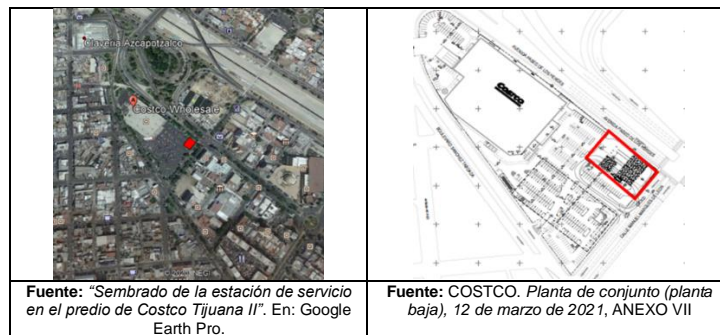 Claveria Azcapotzalco
Costco Wholesale
COSTCO
Fuente: "Sembrado de la estación de servicio
en el predio de Costco Tijuana II". En: Google
Earth Pro.
Fuente: COSTCO. Planta de conjunto (planta
baja), 12 de marzo de 2021, ANEXO VII